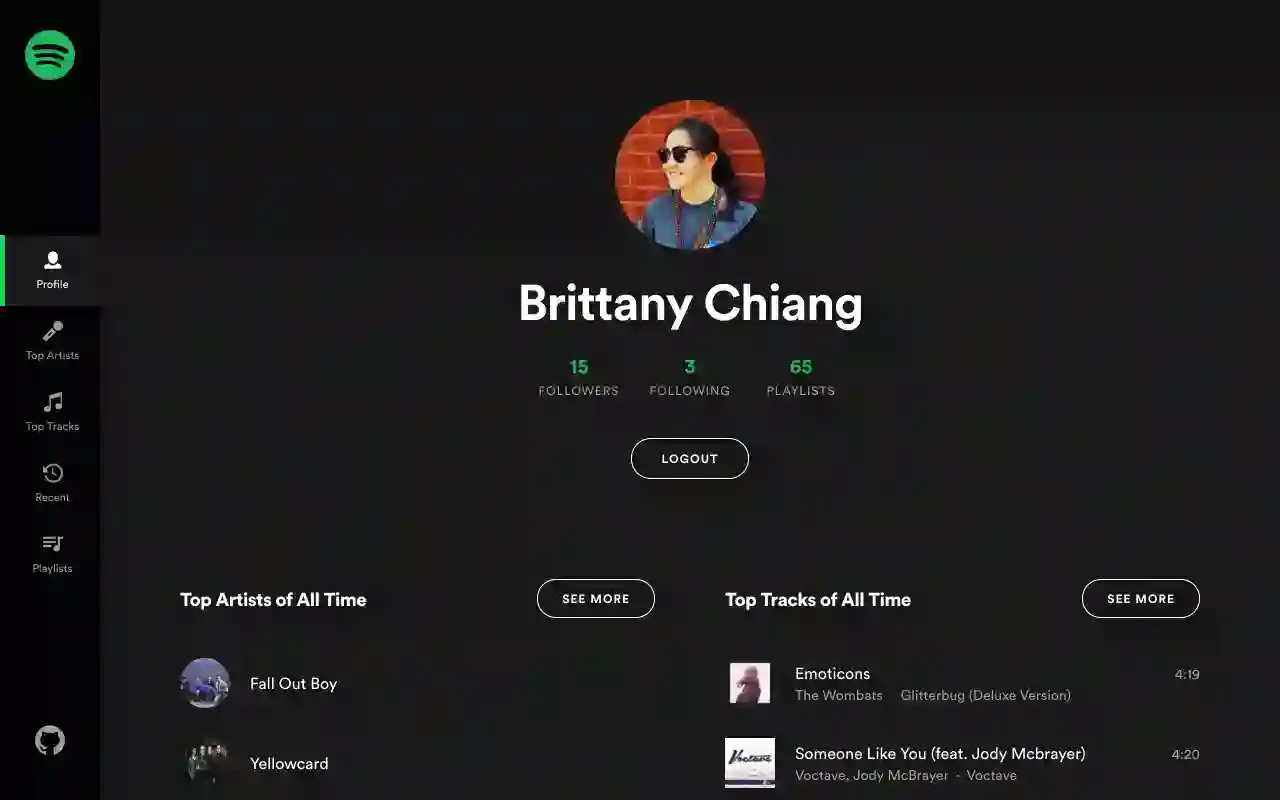 Profile
Top Artists
Top Tracks
Recent
Playlists
Brittany Chiang
15 3 65
FOLLOWERS FOLLOWING PLAYLISTS
LOGOUT
Top Artists of All Time SEE MORE
Fall Out Boy
Yellowcard
Top Tracks of All Time SEE MORE
Emoticons 4:19
The Wombats Glitterbug (Deluxe Version)
Voctave
Someone Like You (feat. Jody Mcbrayer) 4:20
Voctave, Jody McBrayer - Voctave